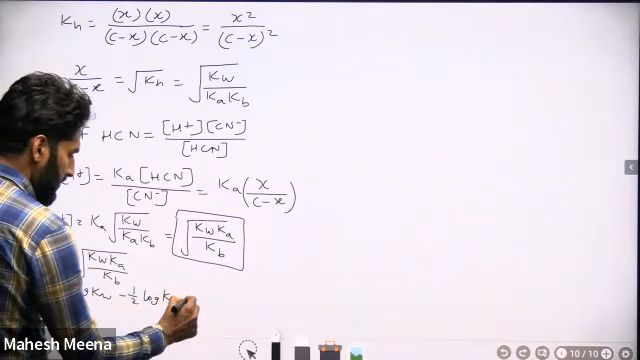 Kh = (x)(x) / (c-x)(c-x) = x² / (c-x)²
x / -x = √Kh = √(Kw / KaKb)
HCN = [H+][CN-] / [HCN]
+] = Ka[HCN] / [CN-] = Ka(x / c-x)
]= Ka √(Kw / KaKb) = √(KwKa / Kb)
√(KwKa / Kb)
g Kw - 1/2 log K
Mahesh Meena
10 / 10